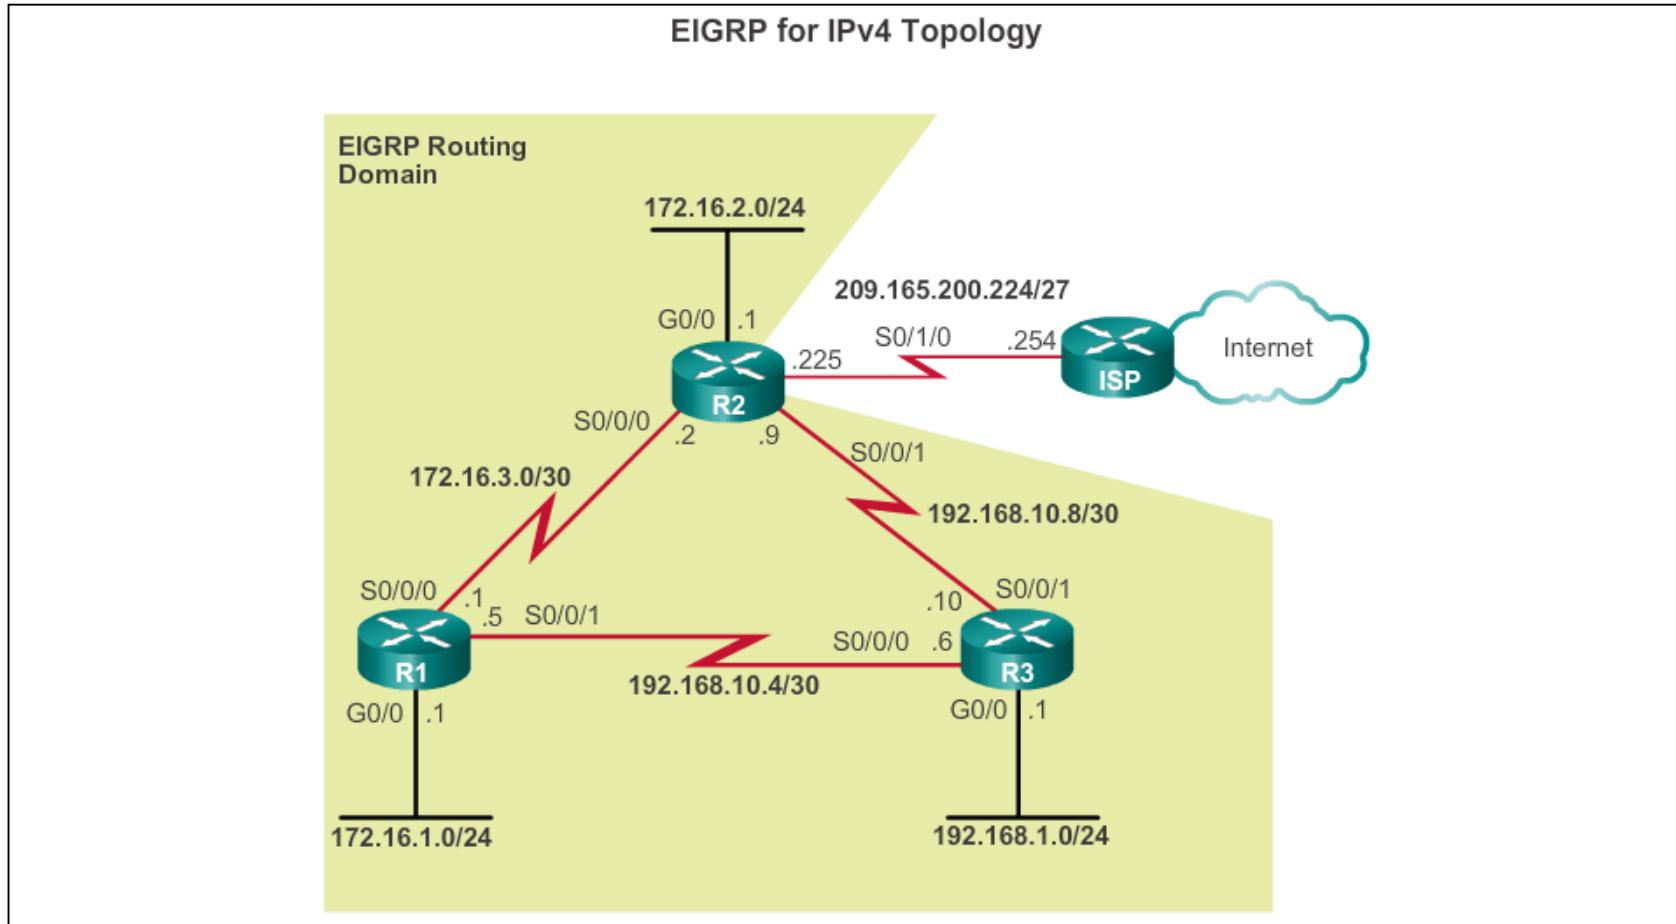 EIGRP for IPv4 Topology
EIGRP Routing
Domain
172.16.2.0/24
209.165.200.224/27
G0/0 .1
S0/1/0
.254
Internet
.225
ISP
R2
S0/0/0
.2
.9
S0/0/1
172.16.3.0/30
192.168.10.8/30
S0/0/0
.1
S0/0/1
.10
.5
S0/0/1
S0/0/0
.6
R1
R3
192.168.10.4/30
G0/0 .1
G0/0 .1
172.16.1.0/24
192.168.1.0/24